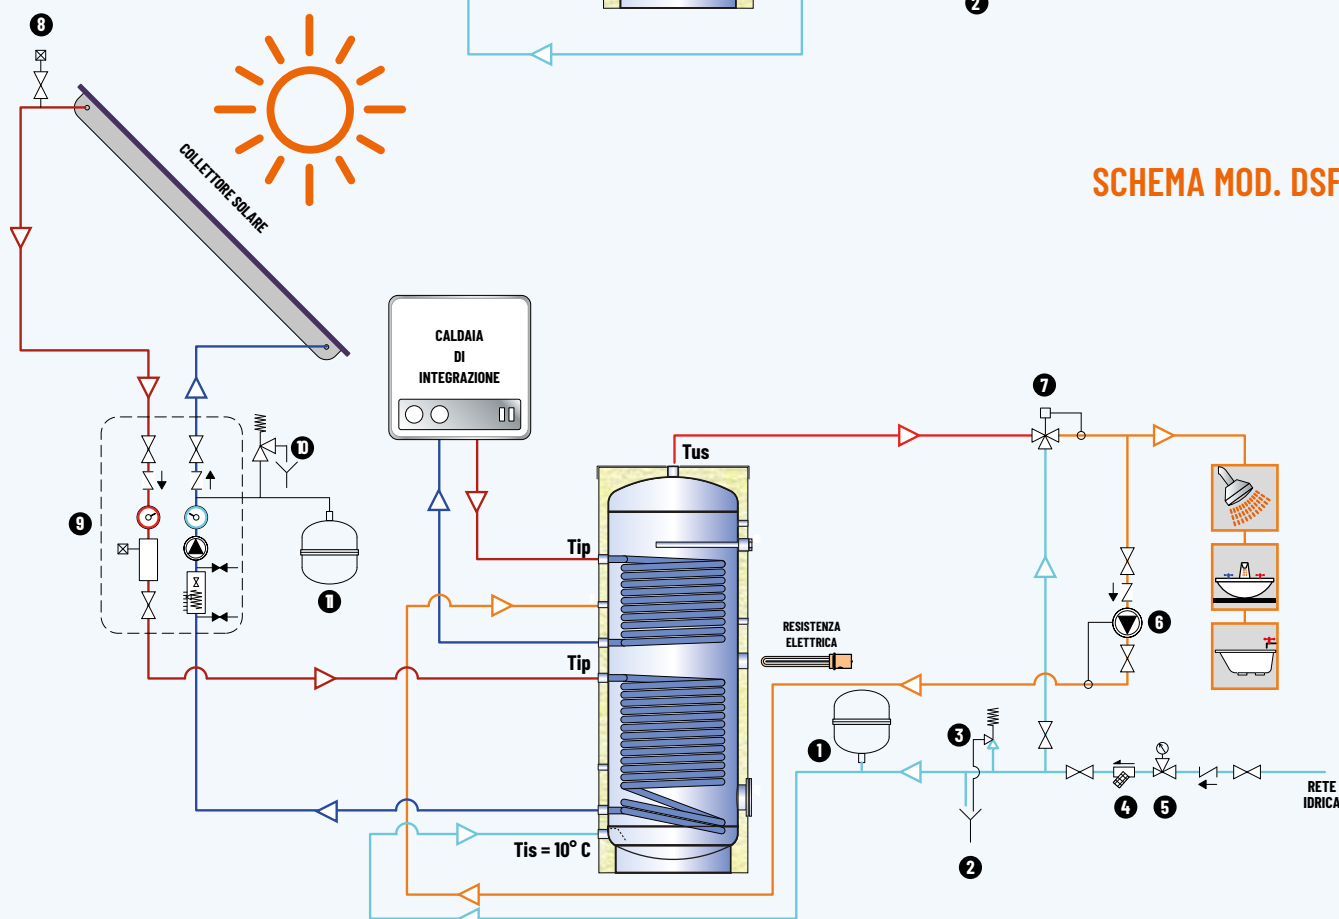 2
8
COLLETTORE SOLARE
SCHEMA MOD. DSF
CALDAIA
DI
INTEGRAZIONE
7
10
Tus
9
Tip
11
RESISTENZA
ELETTRICA
6
Tip
1
3
4
5
RETE
IDRICA
Tis = 10° C
2